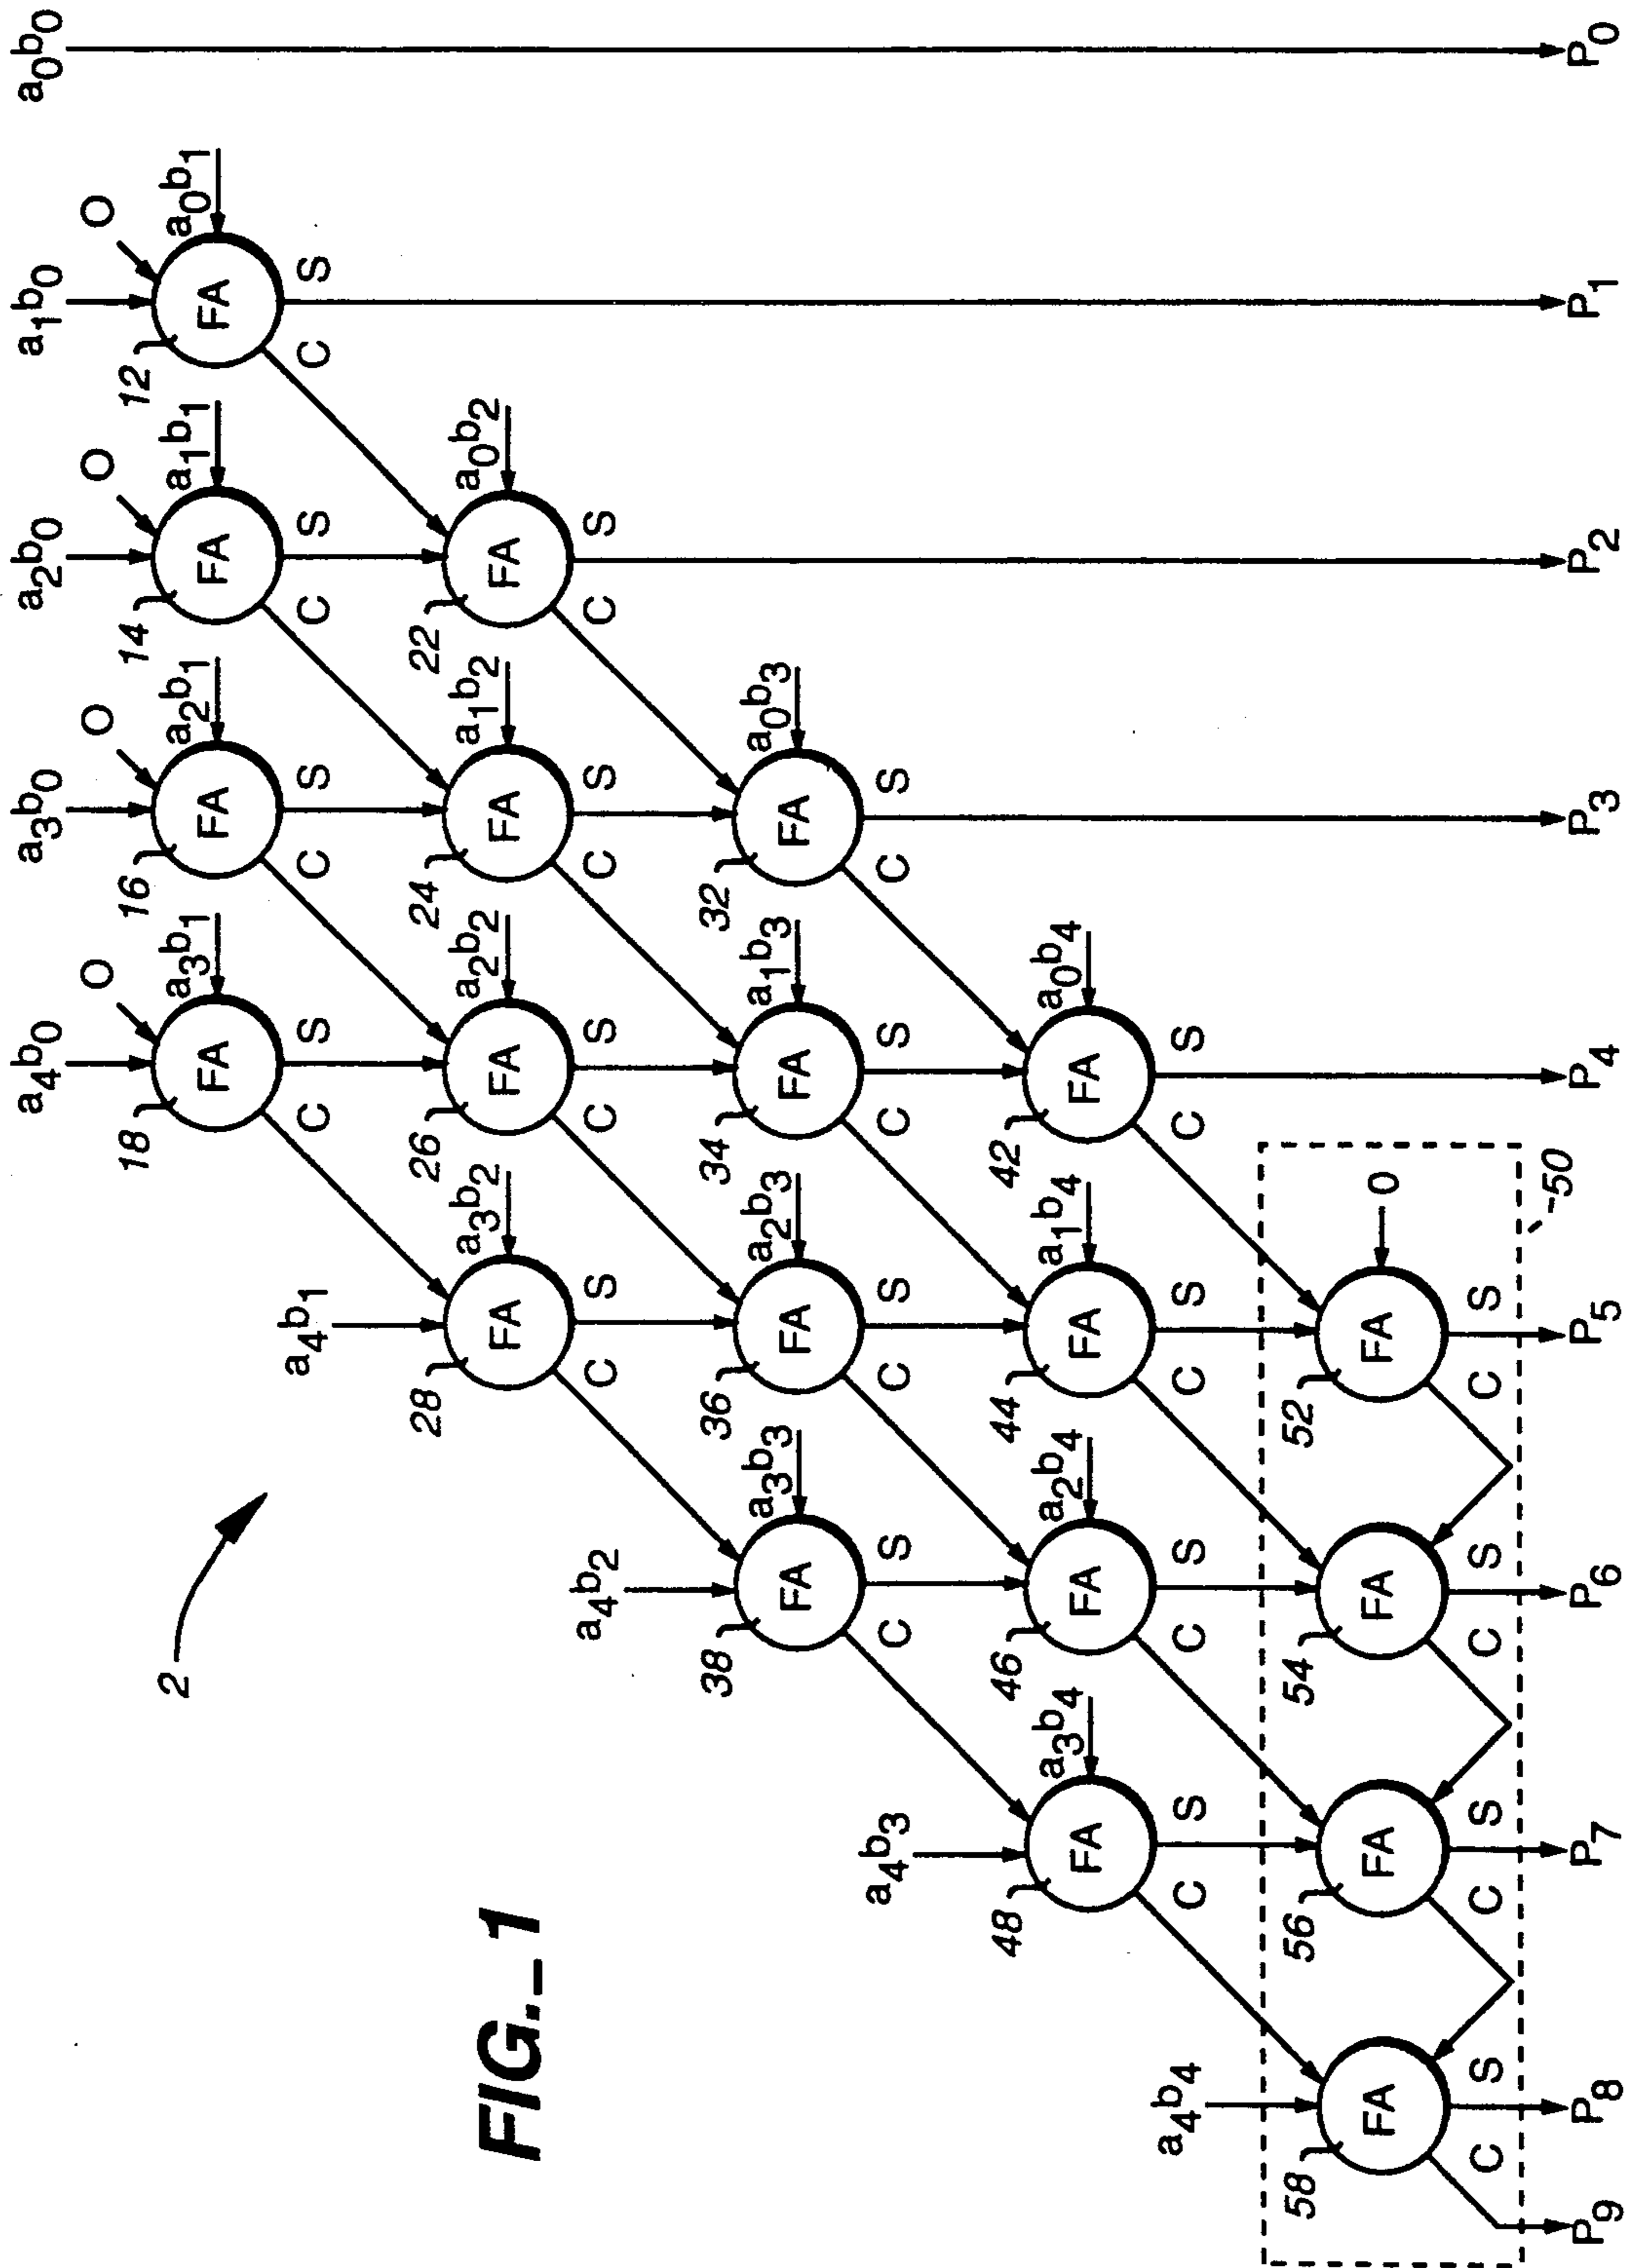 FIG._1
2
a4b0 a3b0 a2b0 a1b0 a0b0
O O O O
18 FA a3b1 16 FA a2b1 14 FA a1b1 12 FA a0b1
C S C S C S C S
a4b1
28 FA a3b2 26 FA a2b2 24 FA a1b2 22 FA a0b2
C S C S C S C S
a4b2
38 FA a3b3 36 FA a2b3 34 FA a1b3 32 FA a0b3
C S C S C S C S
a4b3
48 FA a3b4 46 FA a2b4 44 FA a1b4 42 FA a0b4
C S C S C S C S
a4b4
58 FA 56 FA 54 FA 52 FA 0
C S C S C S C S
50
P9 P8 P7 P6 P5 P4 P3 P2 P1 P0